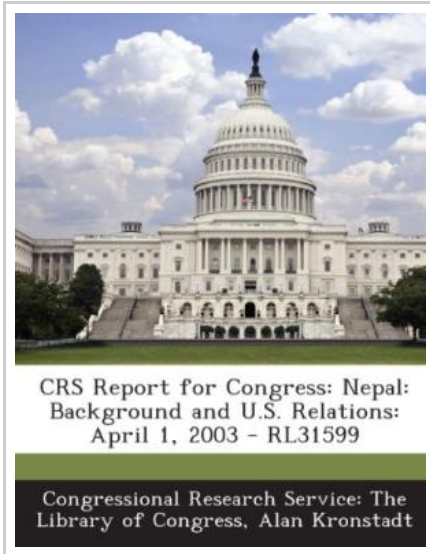 CRS Report for Congress: Nepal:
Background and U.S. Relations:
April 1, 2003 - RL31599
Congressional Research Service: The
Library of Congress, Alan Kronstadt